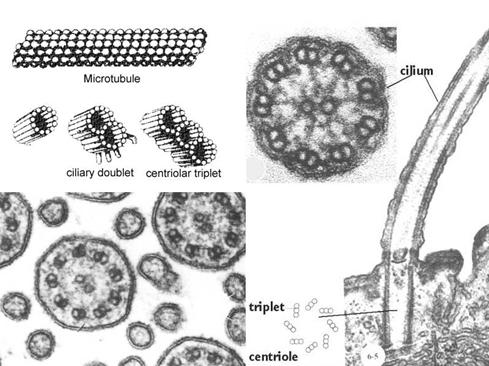 Microtubule
ciliary doublet
centriolar triplet
cilium
triplet
centriole
6-5